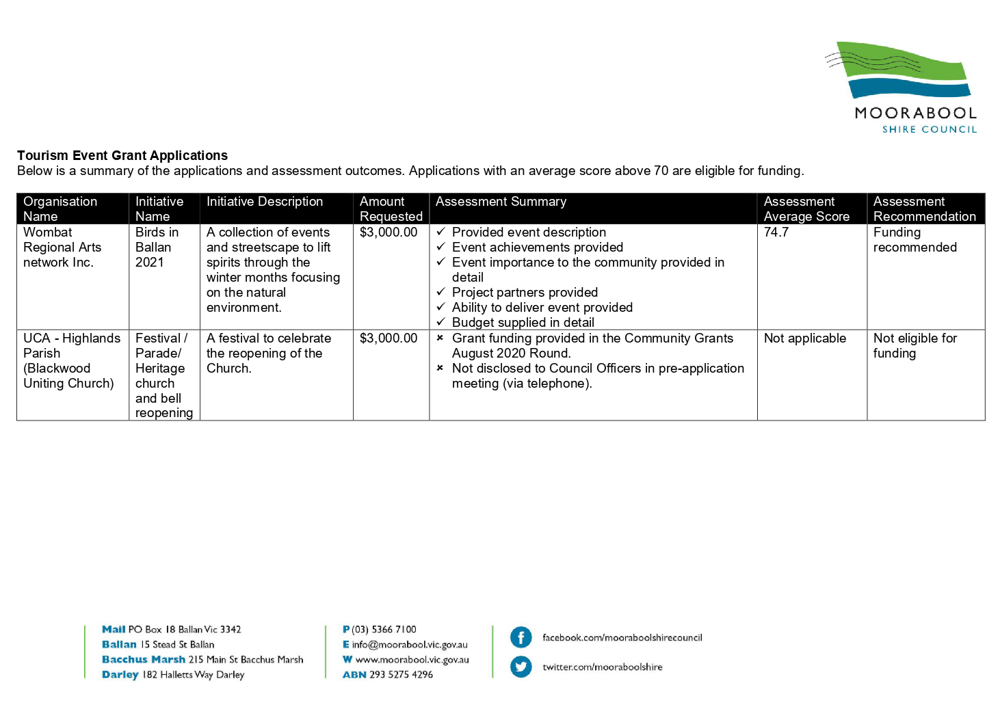 MOORABOOL
SHIRE COUNCIL
Tourism Event Grant Applications
Below is a summary of the applications and assessment outcomes. Applications with an average score above 70 are eligible for funding.
Organisation Name
Initiative Name
Initiative Description
Amount Requested
Assessment Summary
Assessment Average Score
Assessment Recommendation
Wombat
Regional Arts
network Inc.
Birds in
Ballan
2021
A collection of events
and streetscape to lift
spirits through the
winter months focusing
on the natural
environment.
$3,000.00
✓ Provided event description
✓ Event achievements provided
✓ Event importance to the community provided in
detail
✓ Project partners provided
✓ Ability to deliver event provided
✓ Budget supplied in detail
74.7
Funding
recommended
UCA - Highlands
Parish
(Blackwood
Uniting Church)
Festival /
Parade/
Heritage
church
and bell
reopening
A festival to celebrate
the reopening of the
Church.
$3,000.00
× Grant funding provided in the Community Grants
August 2020 Round.
× Not disclosed to Council Officers in pre-application
meeting (via telephone).
Not applicable
Not eligible for
funding
Mail PO Box 18 Ballan Vic 3342
Ballan 15 Stead St Ballan
Bacchus Marsh 215 Main St Bacchus Marsh
Darley 182 Halletts Way Darley
P (03) 5366 7100
E info@moorabool.vic.gov.au
W www.moorabool.vic.gov.au
ABN 293 5275 4296
facebook.com/mooraboolshirecouncil
twitter.com/mooraboolshire